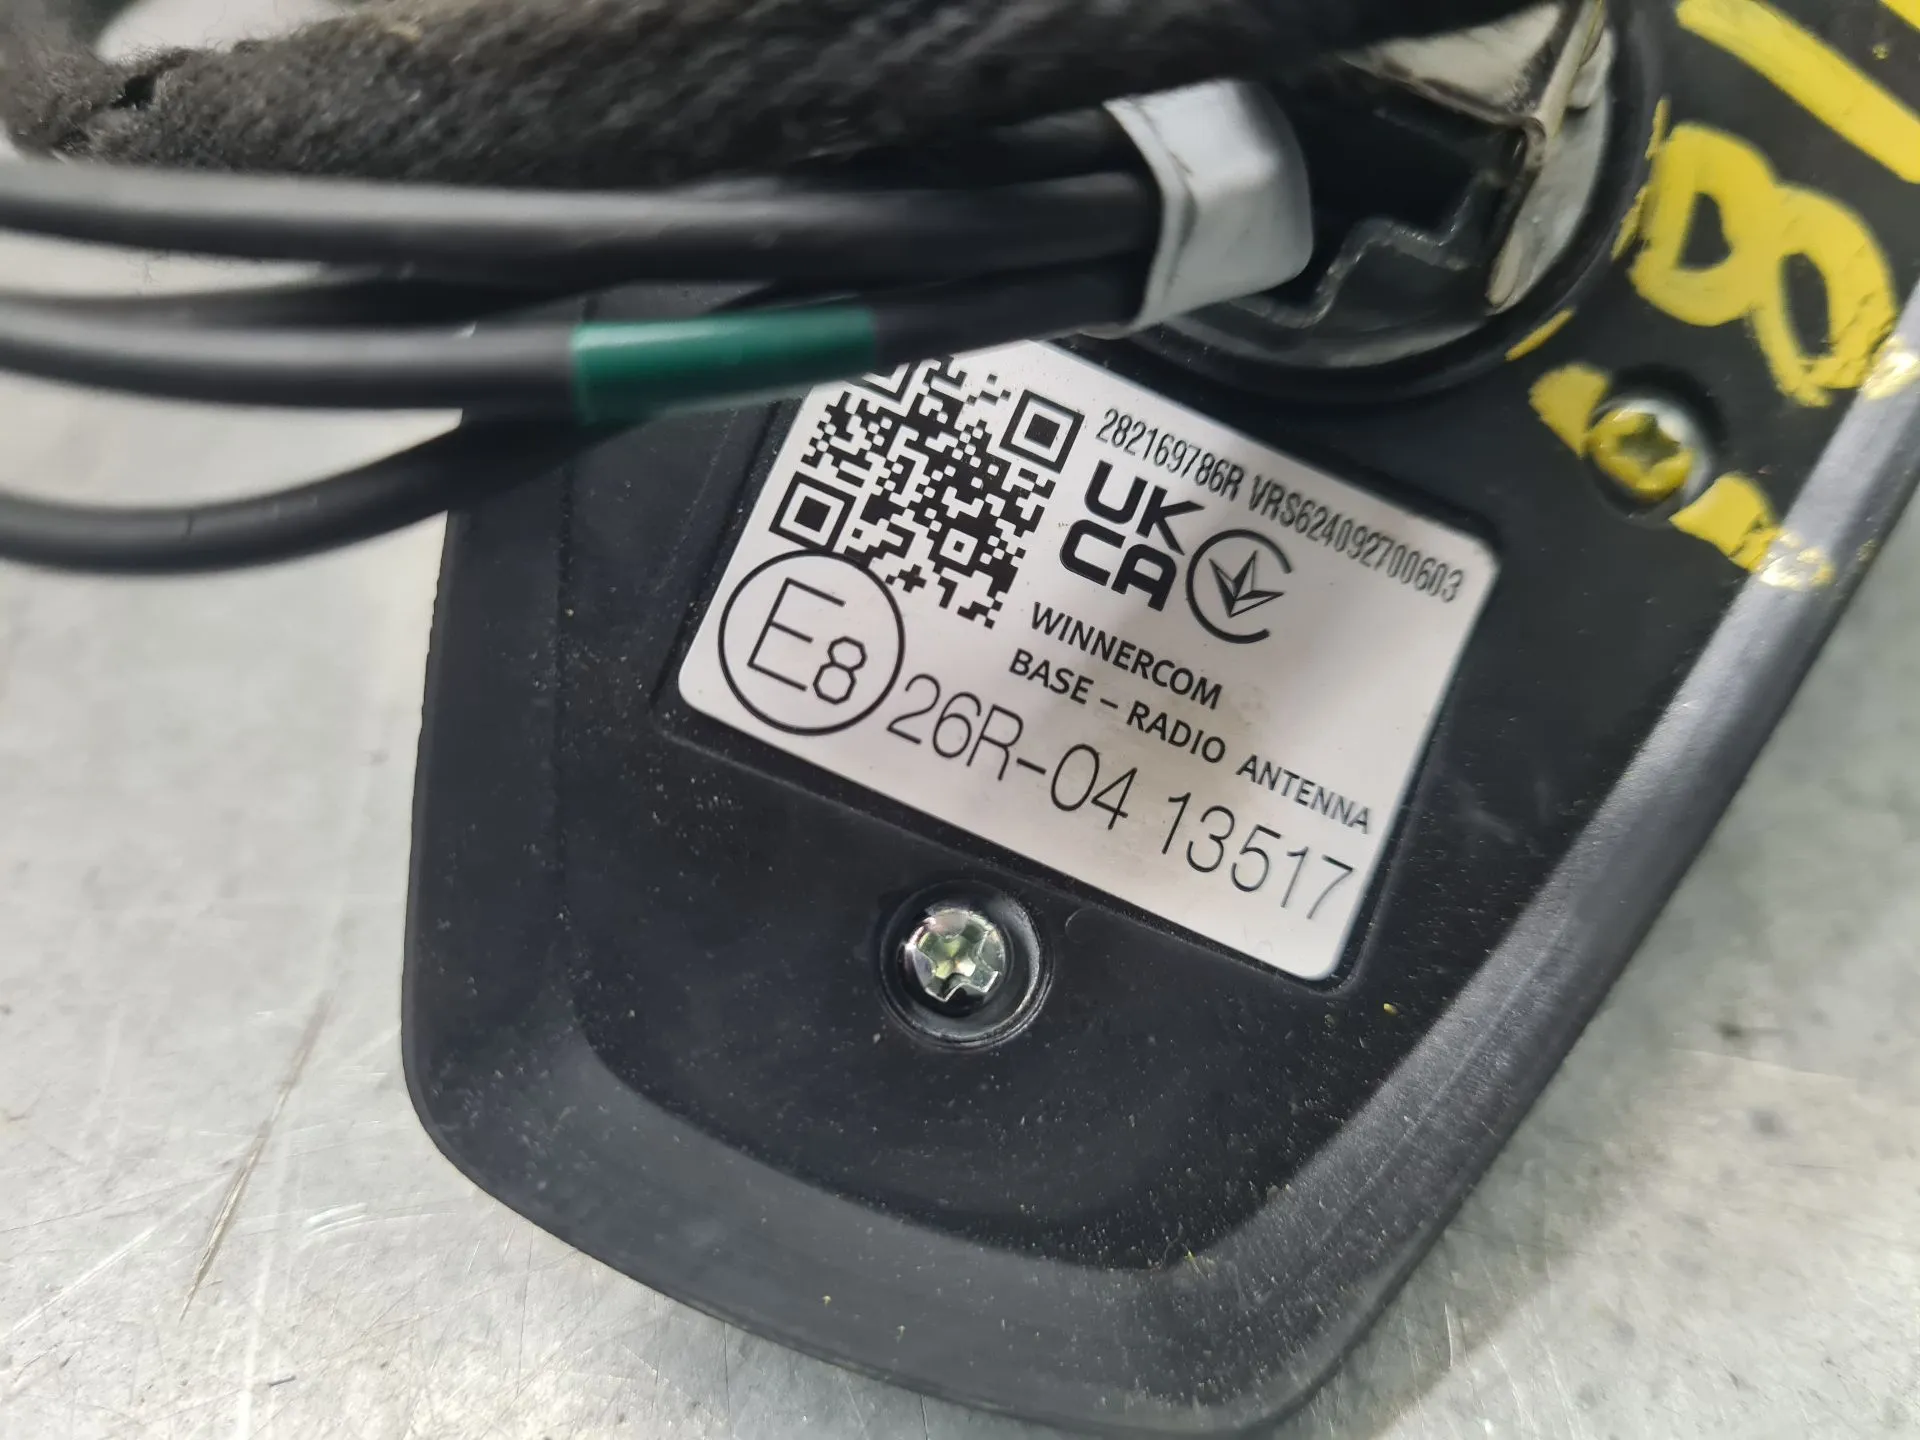 282169786R VRS624092700603
UK
CA
WINNERCOM
BASE – RADIO ANTENNA
E8
26R-04 13517